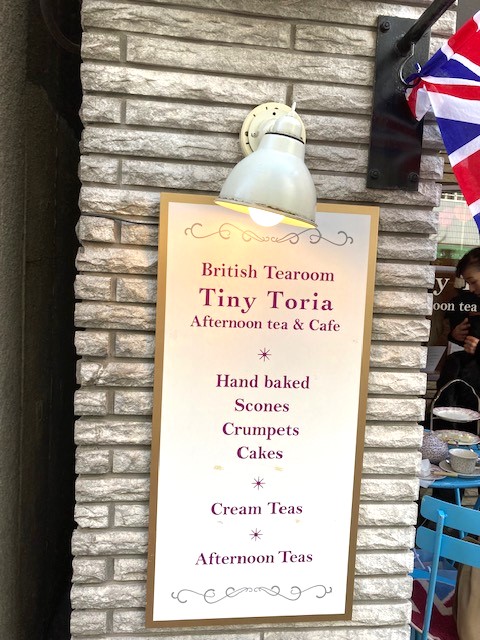 British Tearoom
Tiny Toria
Afternoon tea & Cafe
Hand baked
Scones
Crumpets
Cakes
Cream Teas
Afternoon Teas